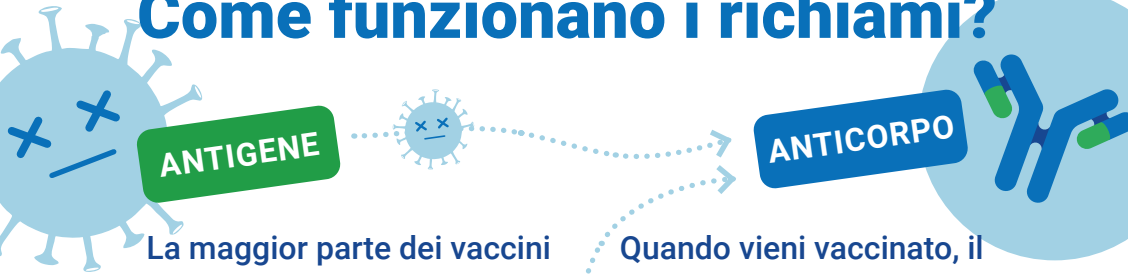 Come funzionano i richiami?
ANTIGENE
ANTICORPO
La maggior parte dei vaccini
Quando vieni vaccinato, il